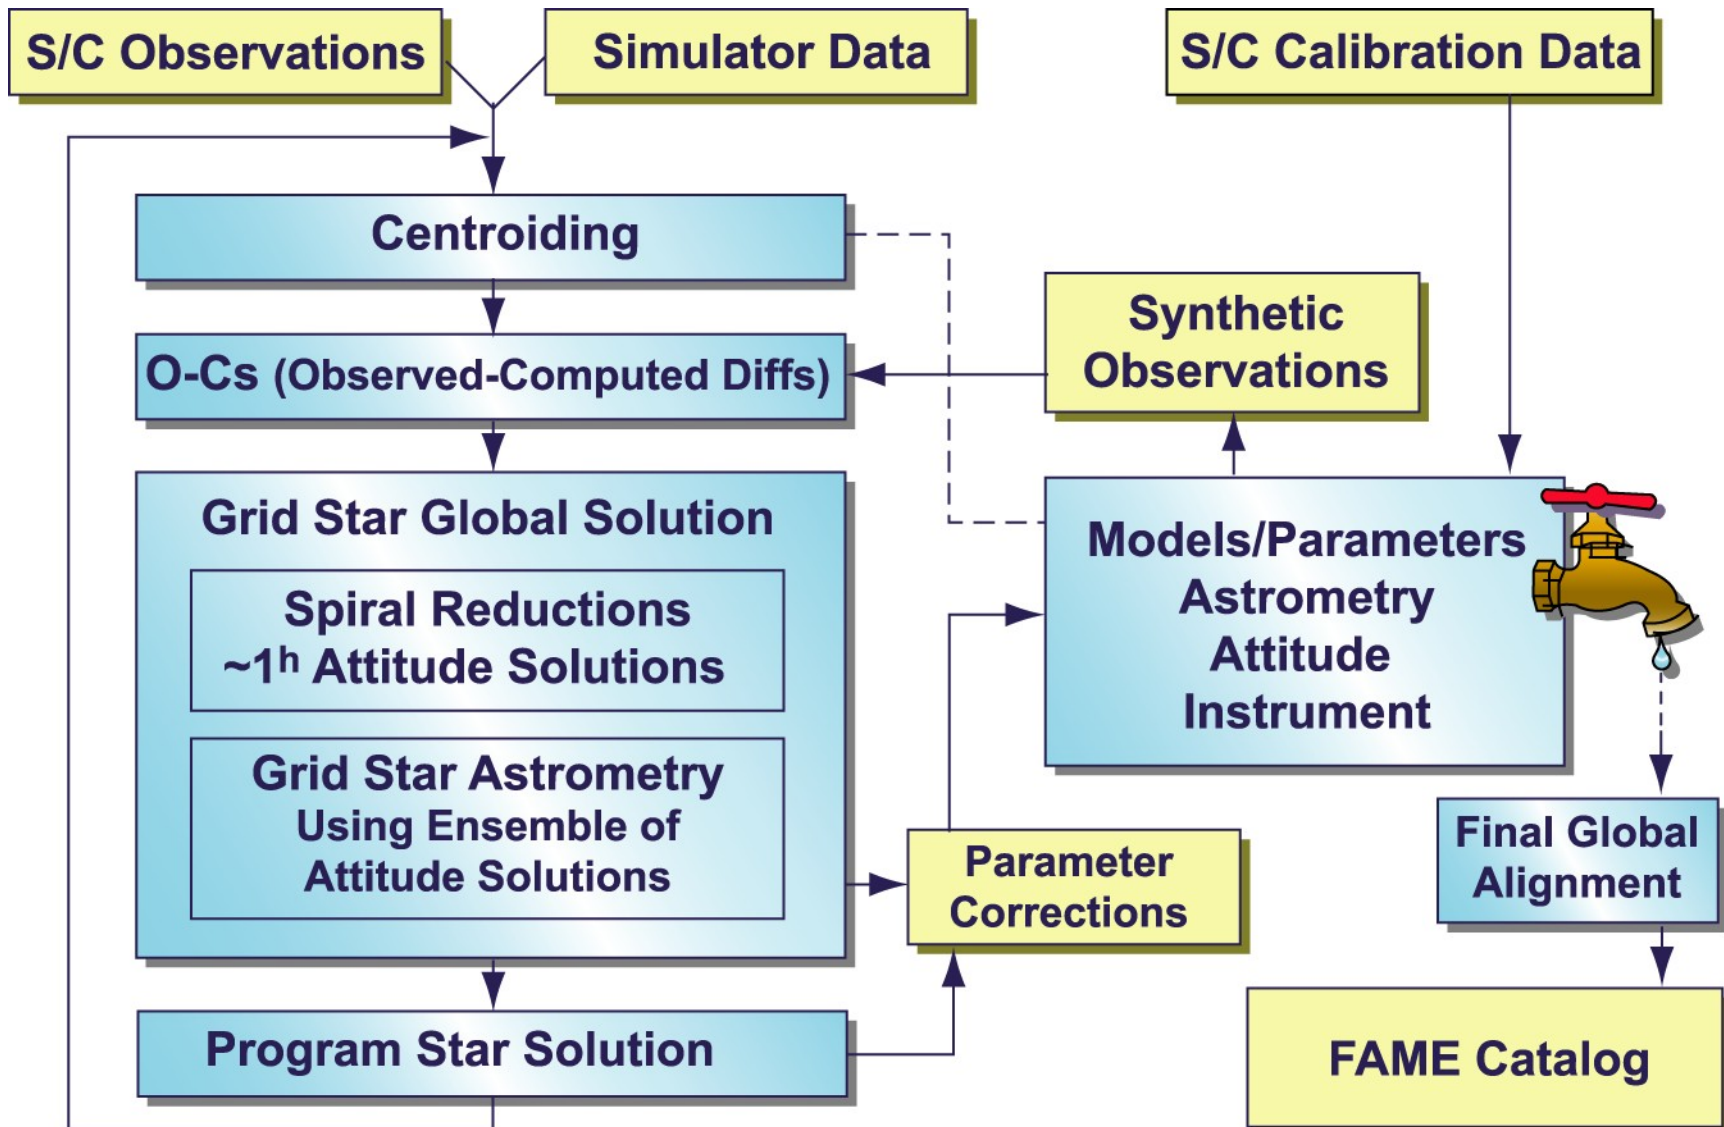 S/C Observations
Simulator Data
S/C Calibration Data
Centroiding
O-Cs (Observed-Computed Diffs)
Synthetic
Observations
Grid Star Global Solution
Spiral Reductions
~1ʰ Attitude Solutions
Grid Star Astrometry
Using Ensemble of
Attitude Solutions
Models/Parameters
Astrometry
Attitude
Instrument
Parameter
Corrections
Final Global
Alignment
Program Star Solution
FAME Catalog